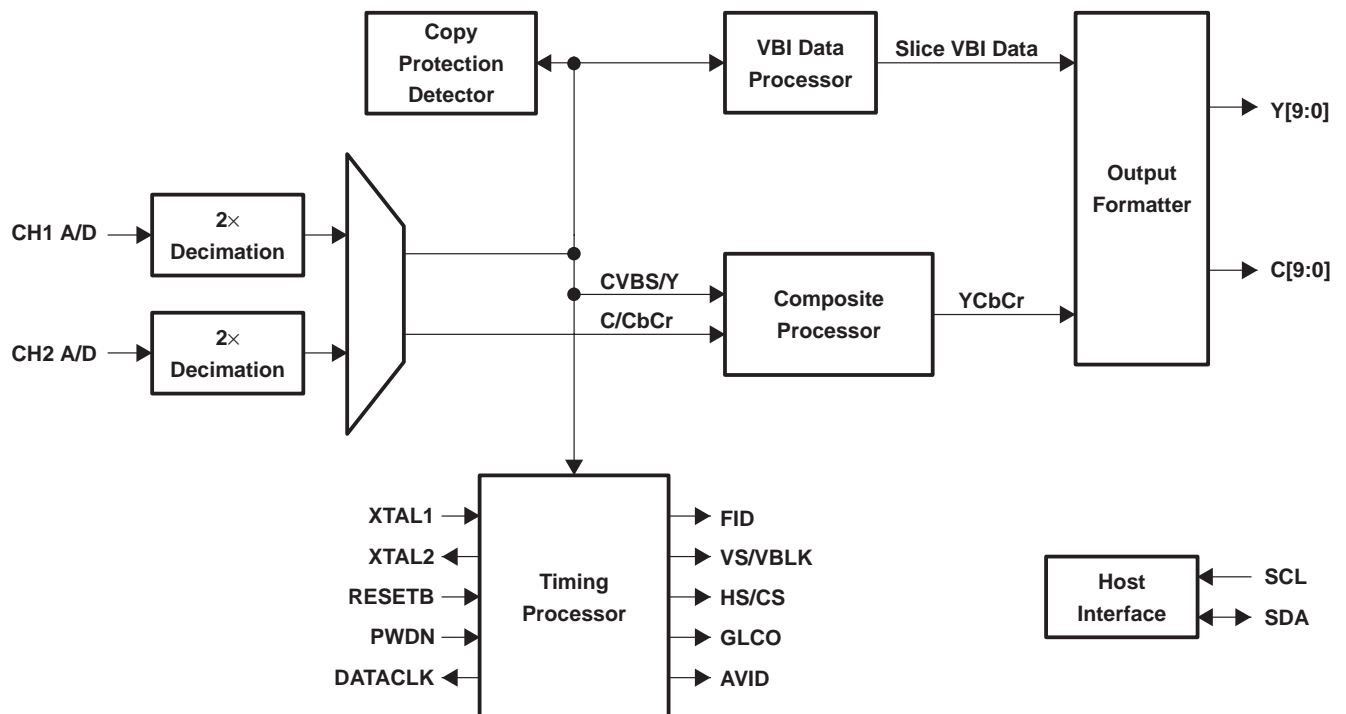 Copy
Protection
Detector
VBI Data
Processor
Slice VBI Data
Output
Formatter
Y[9:0]
C[9:0]
CH1 A/D
2×
Decimation
CH2 A/D
2×
Decimation
CVBS/Y
C/CbCr
Composite
Processor
YCbCr
XTAL1
XTAL2
RESETB
PWDN
DATACLK
Timing
Processor
FID
VS/VBLK
HS/CS
GLCO
AVID
Host
Interface
SCL
SDA